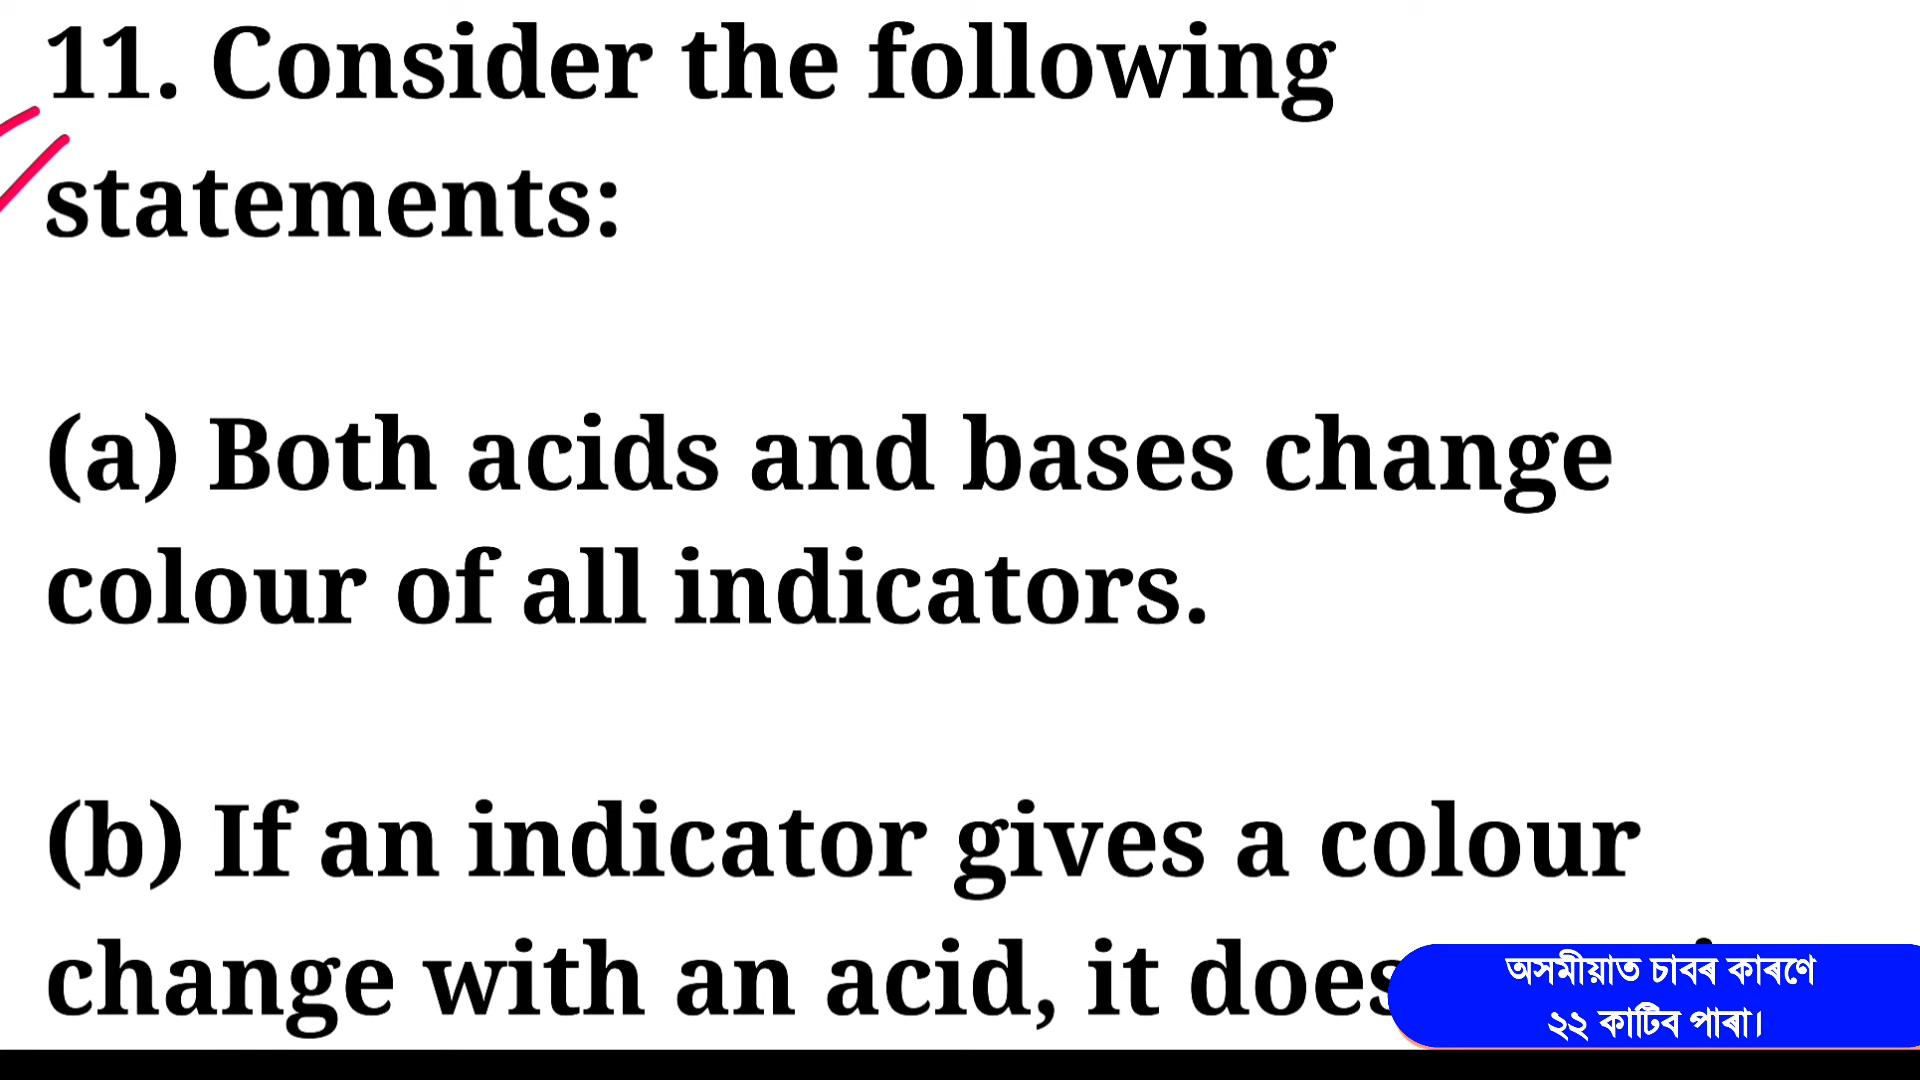 11. Consider the following
statements:
(a) Both acids and bases change
colour of all indicators.
(b) If an indicator gives a colour
change with an acid, it does
অসমীয়াত চাবৰ কাৰণে
২২ কাটিব পাৰা।